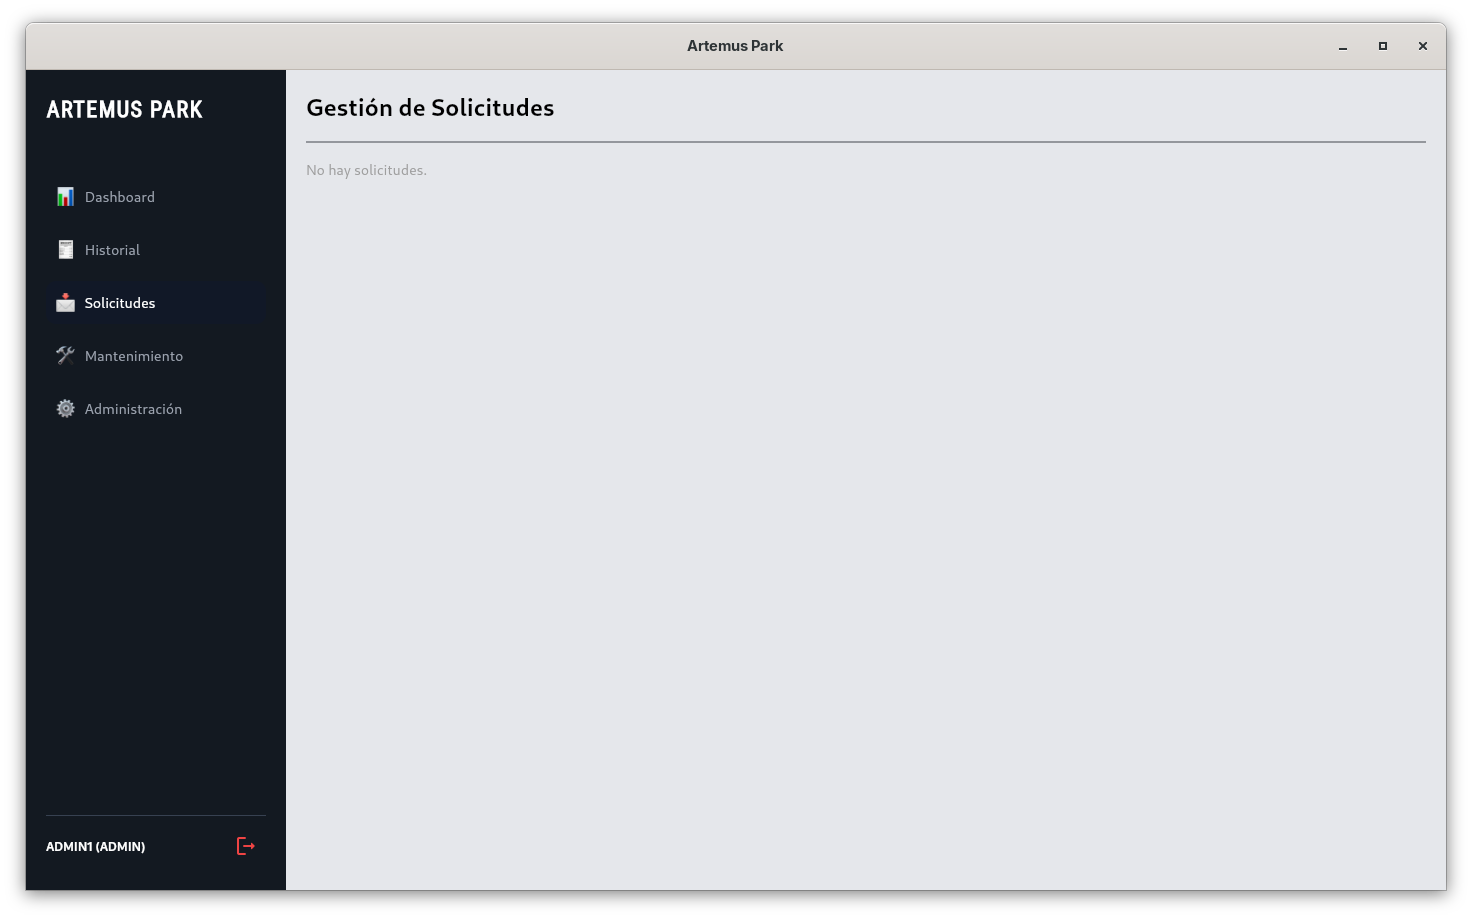 Artemus Park
ARTEMUS PARK
Dashboard
Historial
Solicitudes
Mantenimiento
Administración
ADMIN1 (ADMIN)
Gestión de Solicitudes
No hay solicitudes.